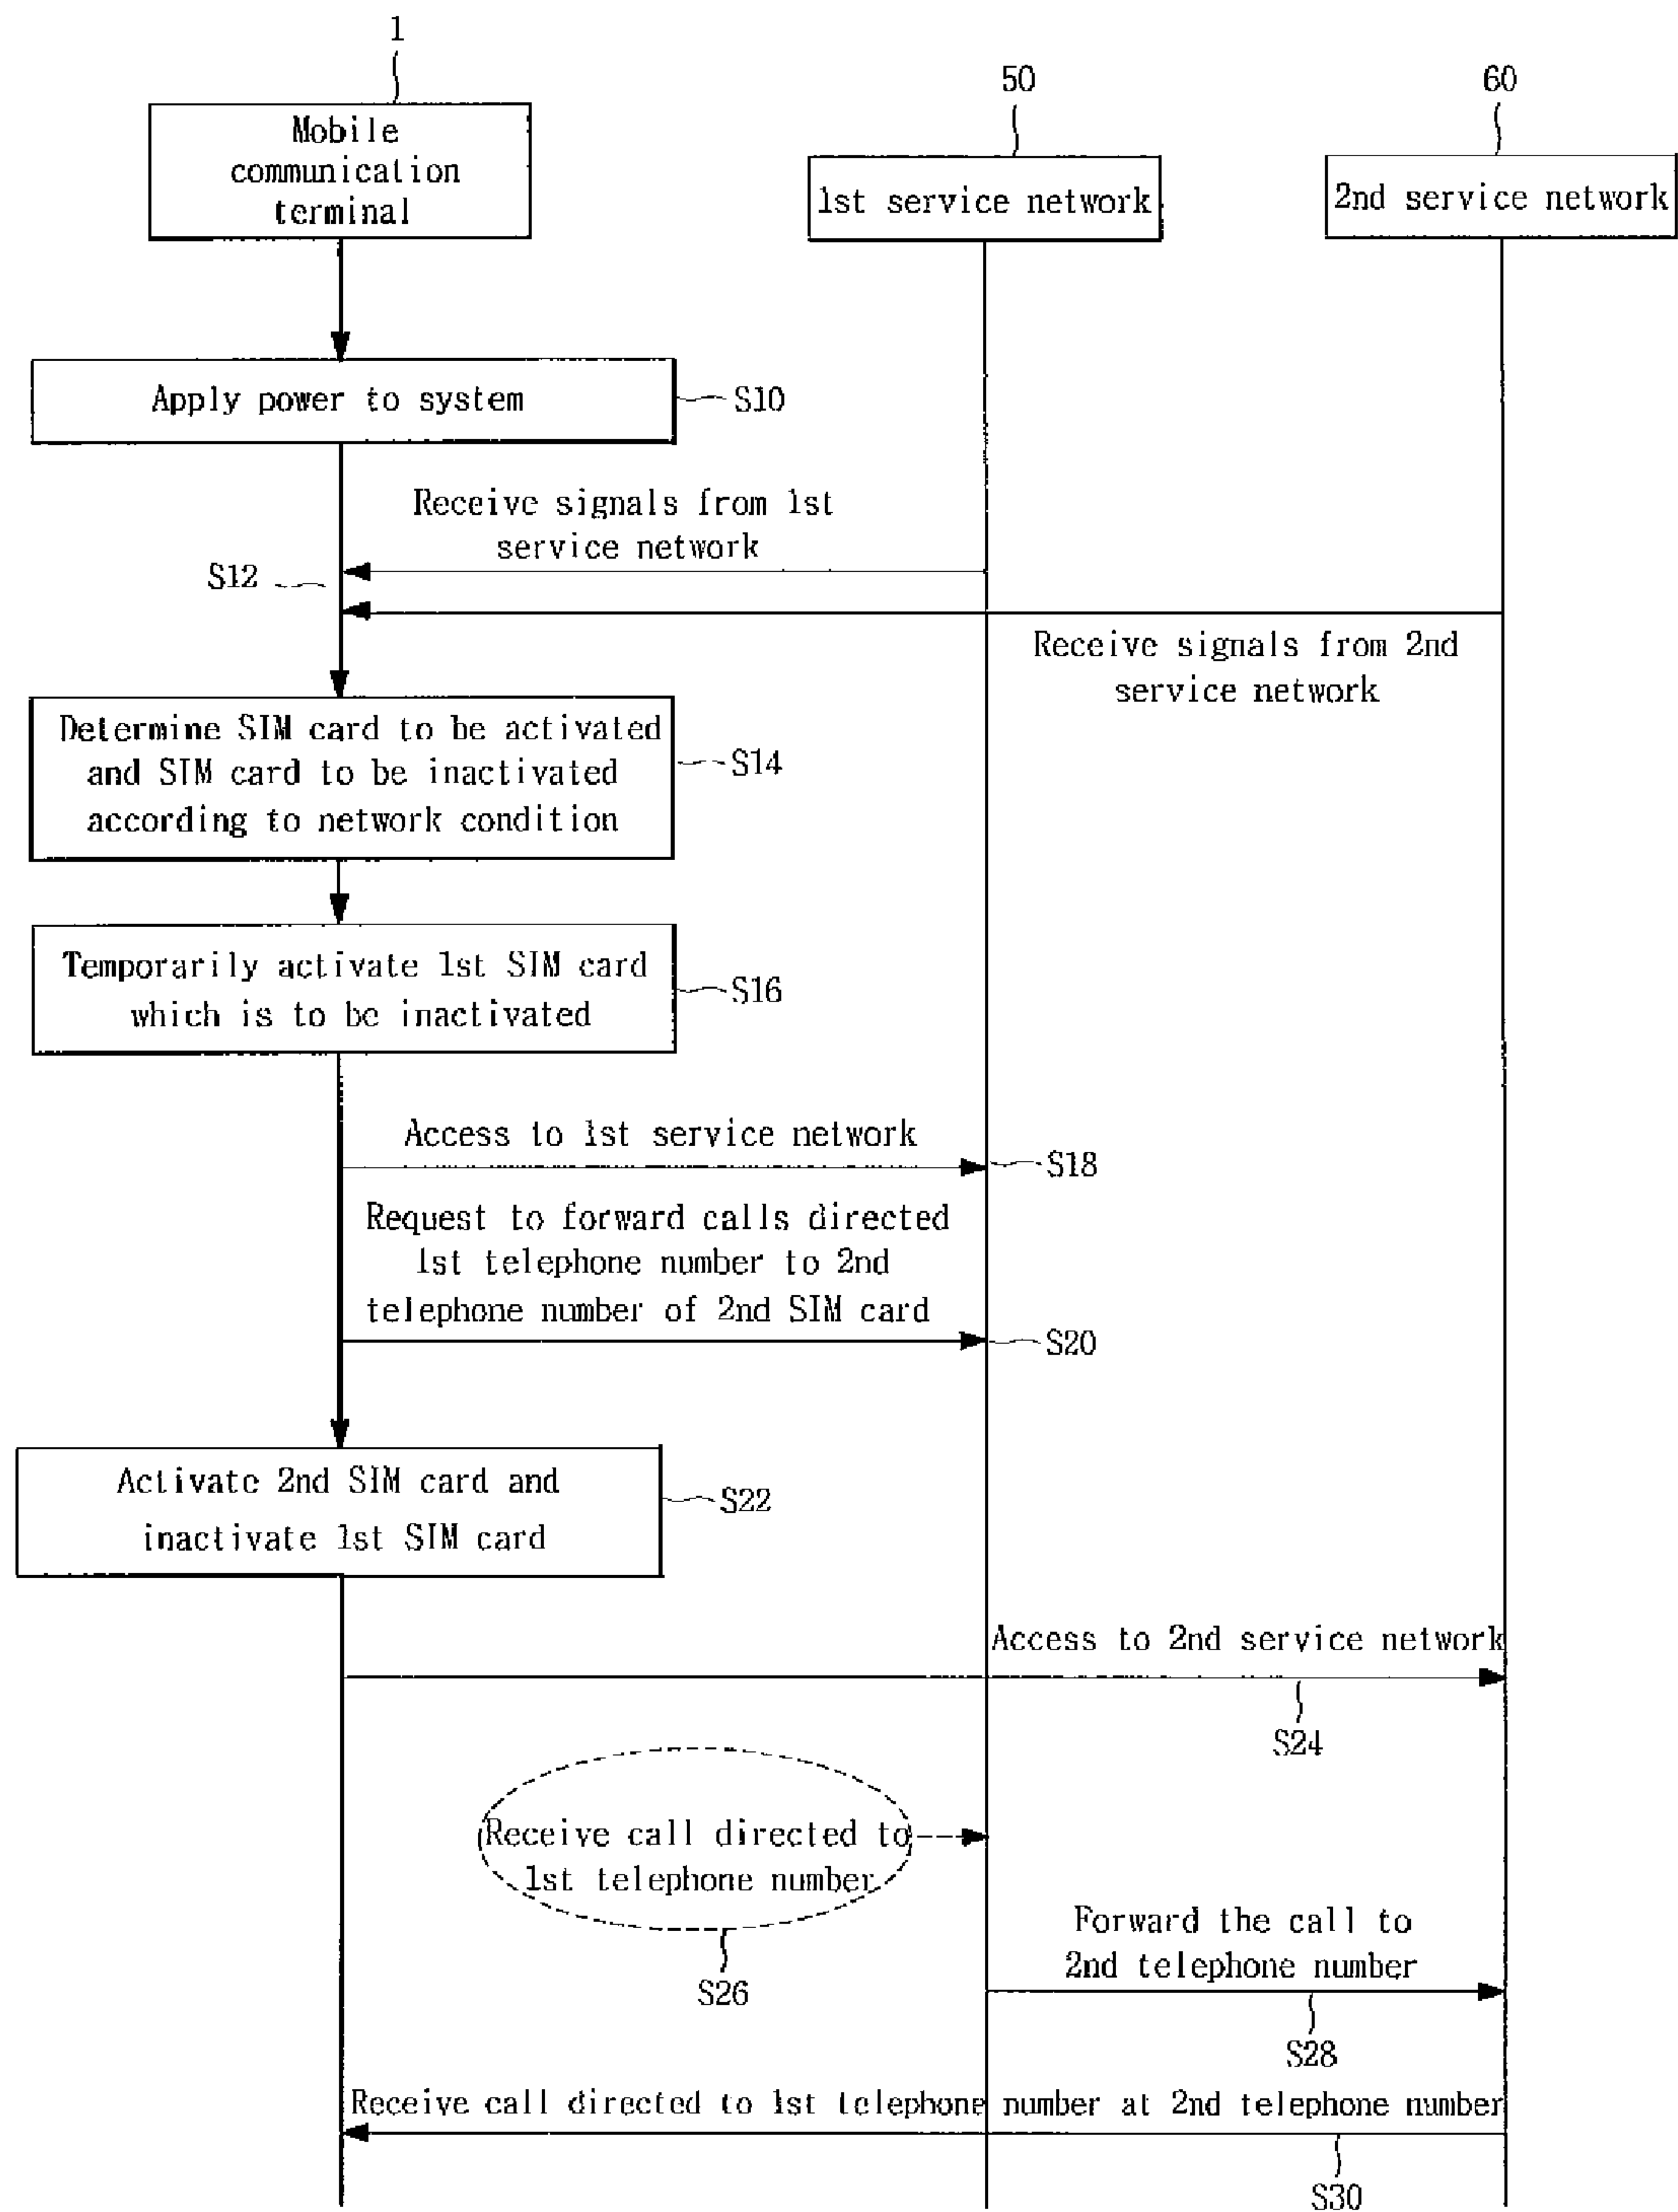 1
50
60
Mobile
communication
terminal
1st service network
2nd service network
Apply power to system
S10
Receive signals from 1st
service network
S12
Receive signals from 2nd
service network
Determine SIM card to be activated
and SIM card to be inactivated
according to network condition
S14
Temporarily activate 1st SIM card
which is to be inactivated
S16
Access to 1st service network
S18
Request to forward calls directed
1st telephone number to 2nd
telephone number of 2nd SIM card
S20
Activate 2nd SIM card and
inactivate 1st SIM card
S22
Access to 2nd service network
S24
Receive call directed to
1st telephone number
S26
Forward the call to
2nd telephone number
S28
Receive call directed to 1st telephone number at 2nd telephone number
S30